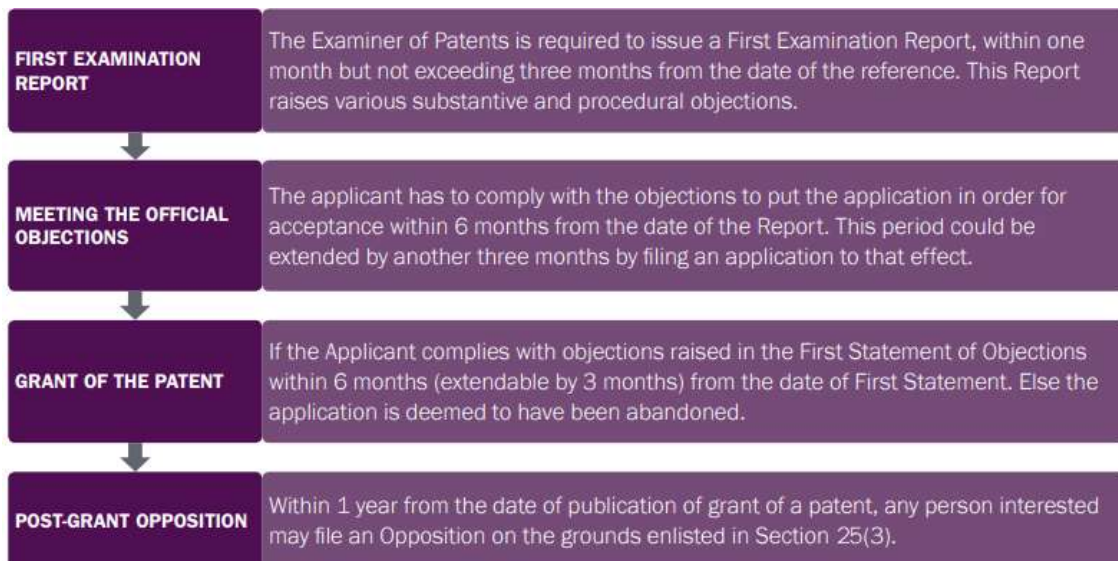 FIRST EXAMINATION
REPORT
The Examiner of Patents is required to issue a First Examination Report, within one
month but not exceeding three months from the date of the reference. This Report
raises various substantive and procedural objections.
MEETING THE OFFICIAL
OBJECTIONS
The applicant has to comply with the objections to put the application in order for
acceptance within 6 months from the date of the Report. This period could be
extended by another three months by filing an application to that effect.
GRANT OF THE PATENT
If the Applicant complies with objections raised in the First Statement of Objections
within 6 months (extendable by 3 months) from the date of First Statement. Else the
application is deemed to have been abandoned.
POST-GRANT OPPOSITION
Within 1 year from the date of publication of grant of a patent, any person interested
may file an Opposition on the grounds enlisted in Section 25(3).